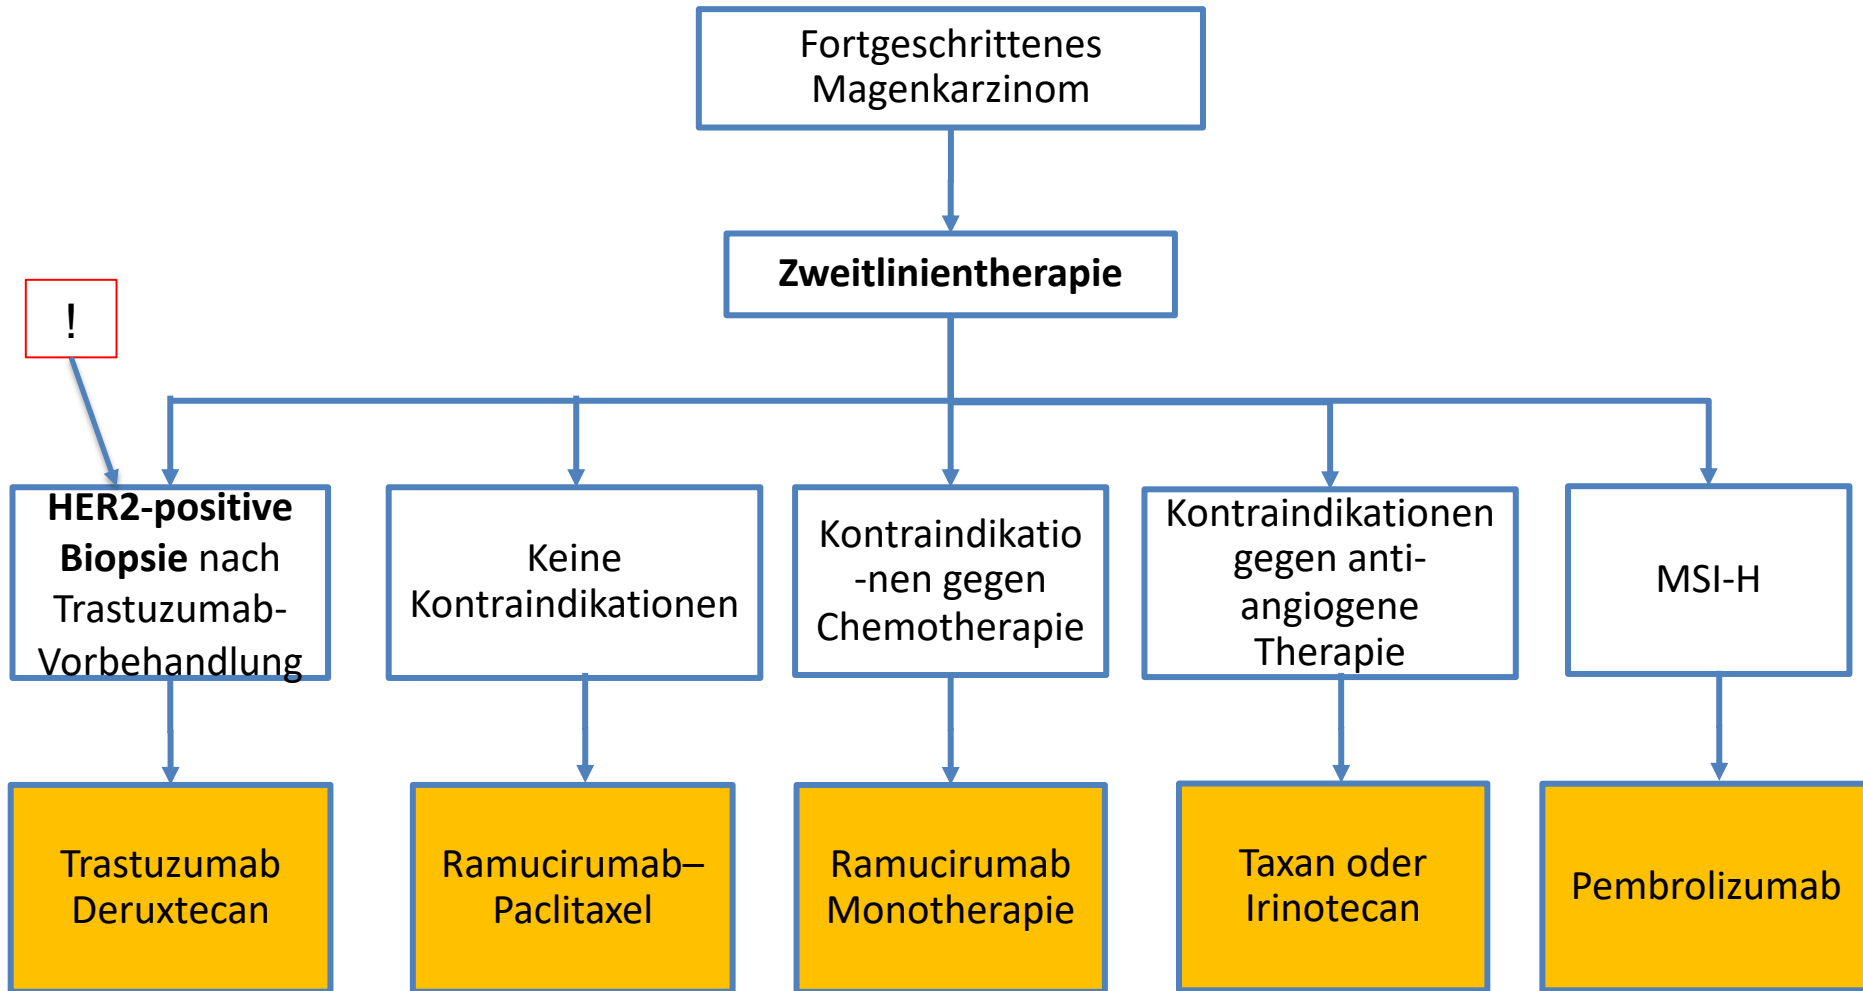 Fortgeschrittenes
Magenkarzinom
Zweitlinientherapie
!
HER2-positive
Biopsie nach
Trastuzumab-
Vorbehandlung
Keine
Kontraindikationen
Kontraindikatio
-nen gegen
Chemotherapie
Kontraindikationen
gegen anti-
angiogene
Therapie
MSI-H
Trastuzumab
Deruxtecan
Ramucirumab–
Paclitaxel
Ramucirumab
Monotherapie
Taxan oder
Irinotecan
Pembrolizumab